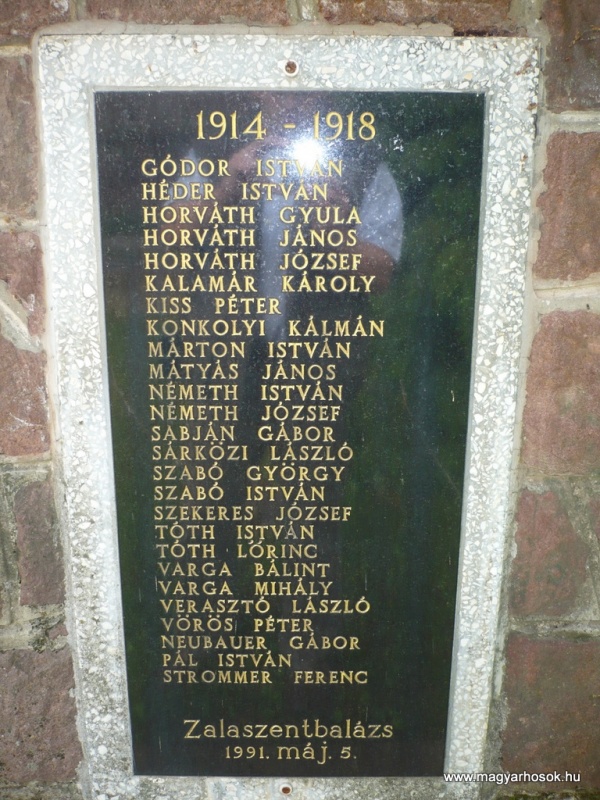 1914 - 1918
GÓDOR ISTVÁN
HÉDER ISTVÁN
HORVÁTH GYULA
HORVÁTH JÁNOS
HORVÁTH JÓZSEF
KALAMÁR KÁROLY
KISS PÉTER
KONKOLYI KÁLMÁN
MÁRTON ISTVÁN
MÁTYÁS JÁNOS
NÉMETH ISTVÁN
NÉMETH JÓZSEF
SABJÁN GÁBOR
SÁRKÖZI LÁSZLÓ
SZABÓ GYÖRGY
SZABÓ ISTVÁN
SZEKERES JÓZSEF
TÓTH ISTVÁN
TÓTH LŐRINC
VARGA BÁLINT
VARGA MIHÁLY
VERASZTÓ LÁSZLÓ
VÖRÖS PÉTER
NEUBAUER GÁBOR
PÁL ISTVÁN
STROMMER FERENC
Zalaszentbalázs
1991. máj. 5.
www.magyarhosok.hu